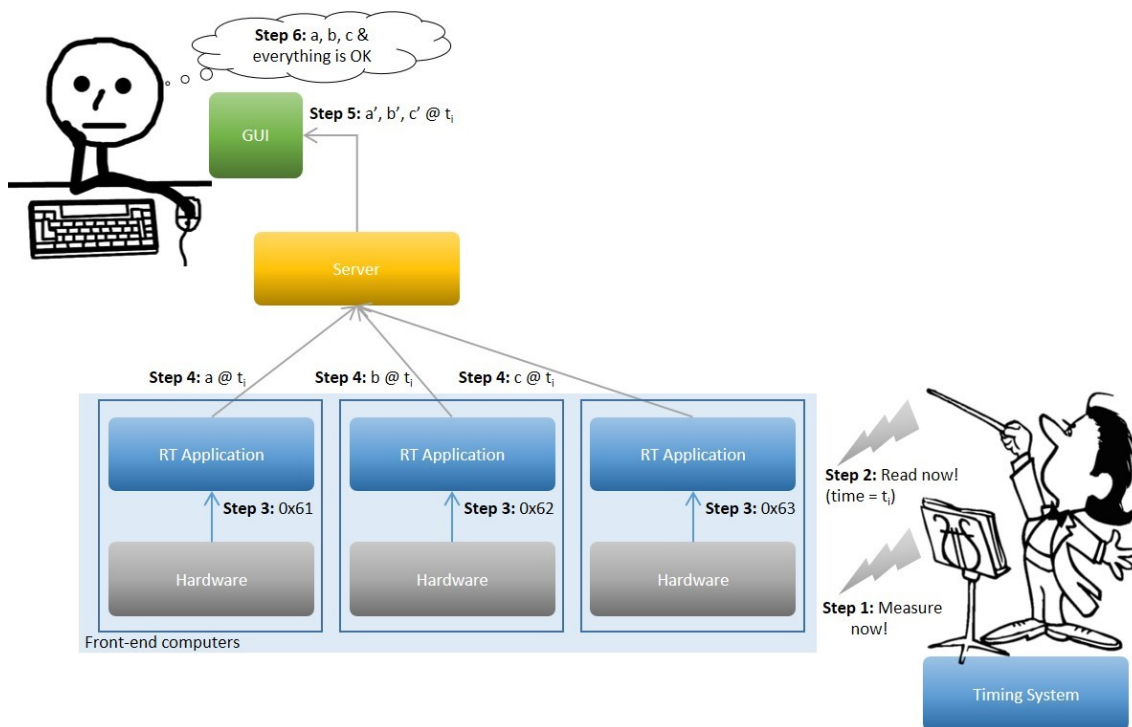 Step 6: a, b, c &
everything is OK
GUI
Step 5: a’, b’, c’ @ tᵢ
Server
Step 4: a @ tᵢ
Step 4: b @ tᵢ
Step 4: c @ tᵢ
RT Application
RT Application
RT Application
Step 2: Read now!
(time = tᵢ)
Step 3: 0x61
Step 3: 0x62
Step 3: 0x63
Hardware
Hardware
Hardware
Step 1: Measure
now!
Front-end computers
Timing System